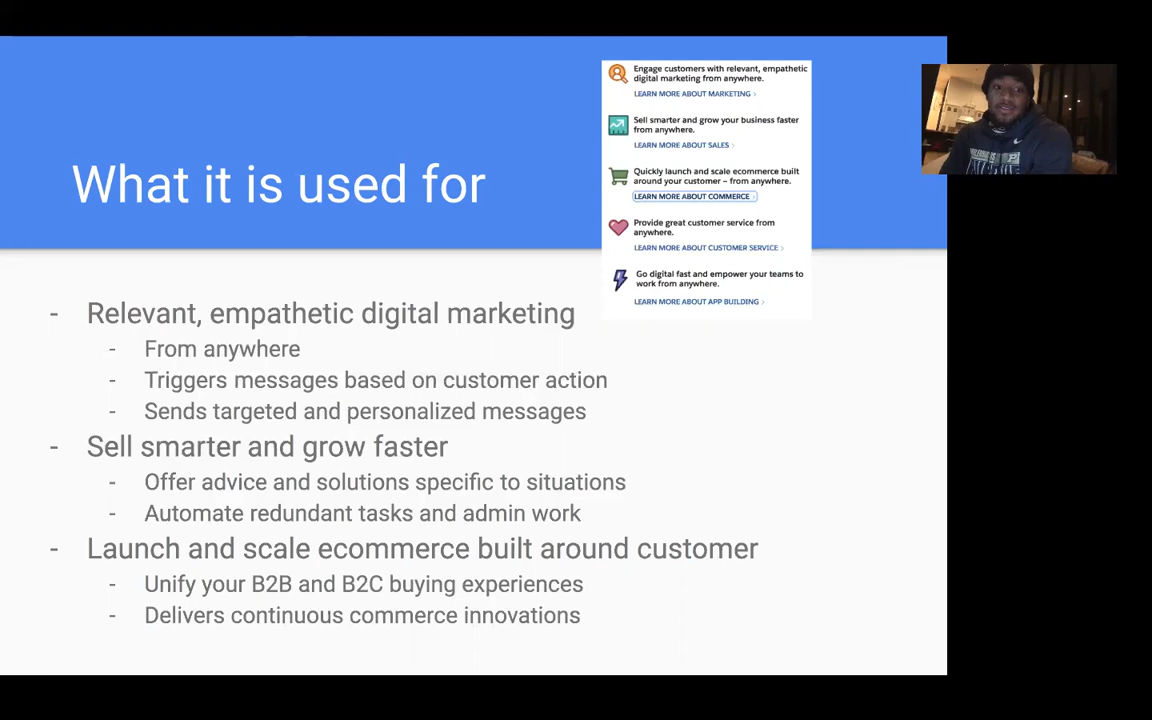 What it is used for
Engage customers with relevant, empathetic
digital marketing from anywhere.
LEARN MORE ABOUT MARKETING >
Sell smarter and grow your business faster
from anywhere.
LEARN MORE ABOUT SALES >
Quickly launch and scale ecommerce built
around your customer – from anywhere.
LEARN MORE ABOUT COMMERCE >
Provide great customer service from
anywhere.
LEARN MORE ABOUT CUSTOMER SERVICE >
Go digital fast and empower your teams to
work from anywhere.
LEARN MORE ABOUT APP BUILDING >
- Relevant, empathetic digital marketing
- From anywhere
- Triggers messages based on customer action
- Sends targeted and personalized messages
- Sell smarter and grow faster
- Offer advice and solutions specific to situations
- Automate redundant tasks and admin work
- Launch and scale ecommerce built around customer
- Unify your B2B and B2C buying experiences
- Delivers continuous commerce innovations